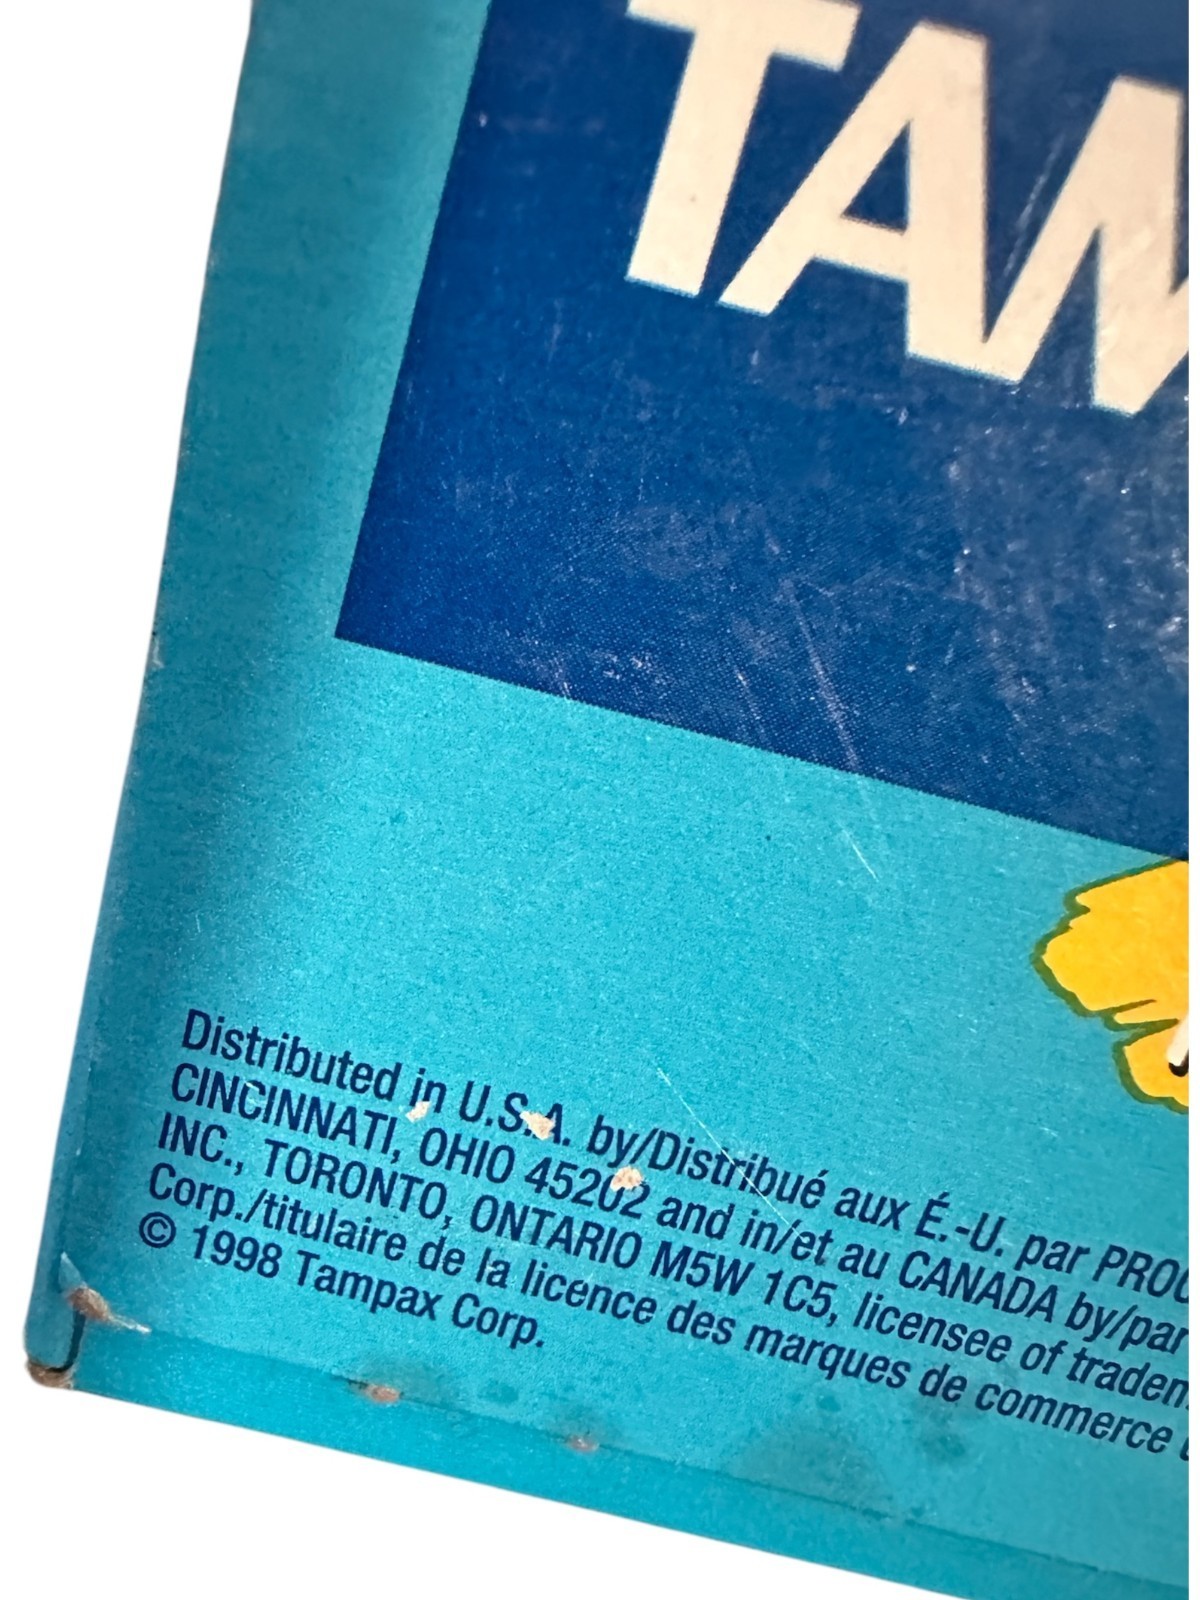 TAM
Distributed in U.S.A. by/Distribué aux É.-U. par PROC
CINCINNATI, OHIO 45202 and in/et au CANADA by/par
INC., TORONTO, ONTARIO M5W 1C5, licensee of tradem
Corp./titulaire de la licence des marques de commerce
© 1998 Tampax Corp.